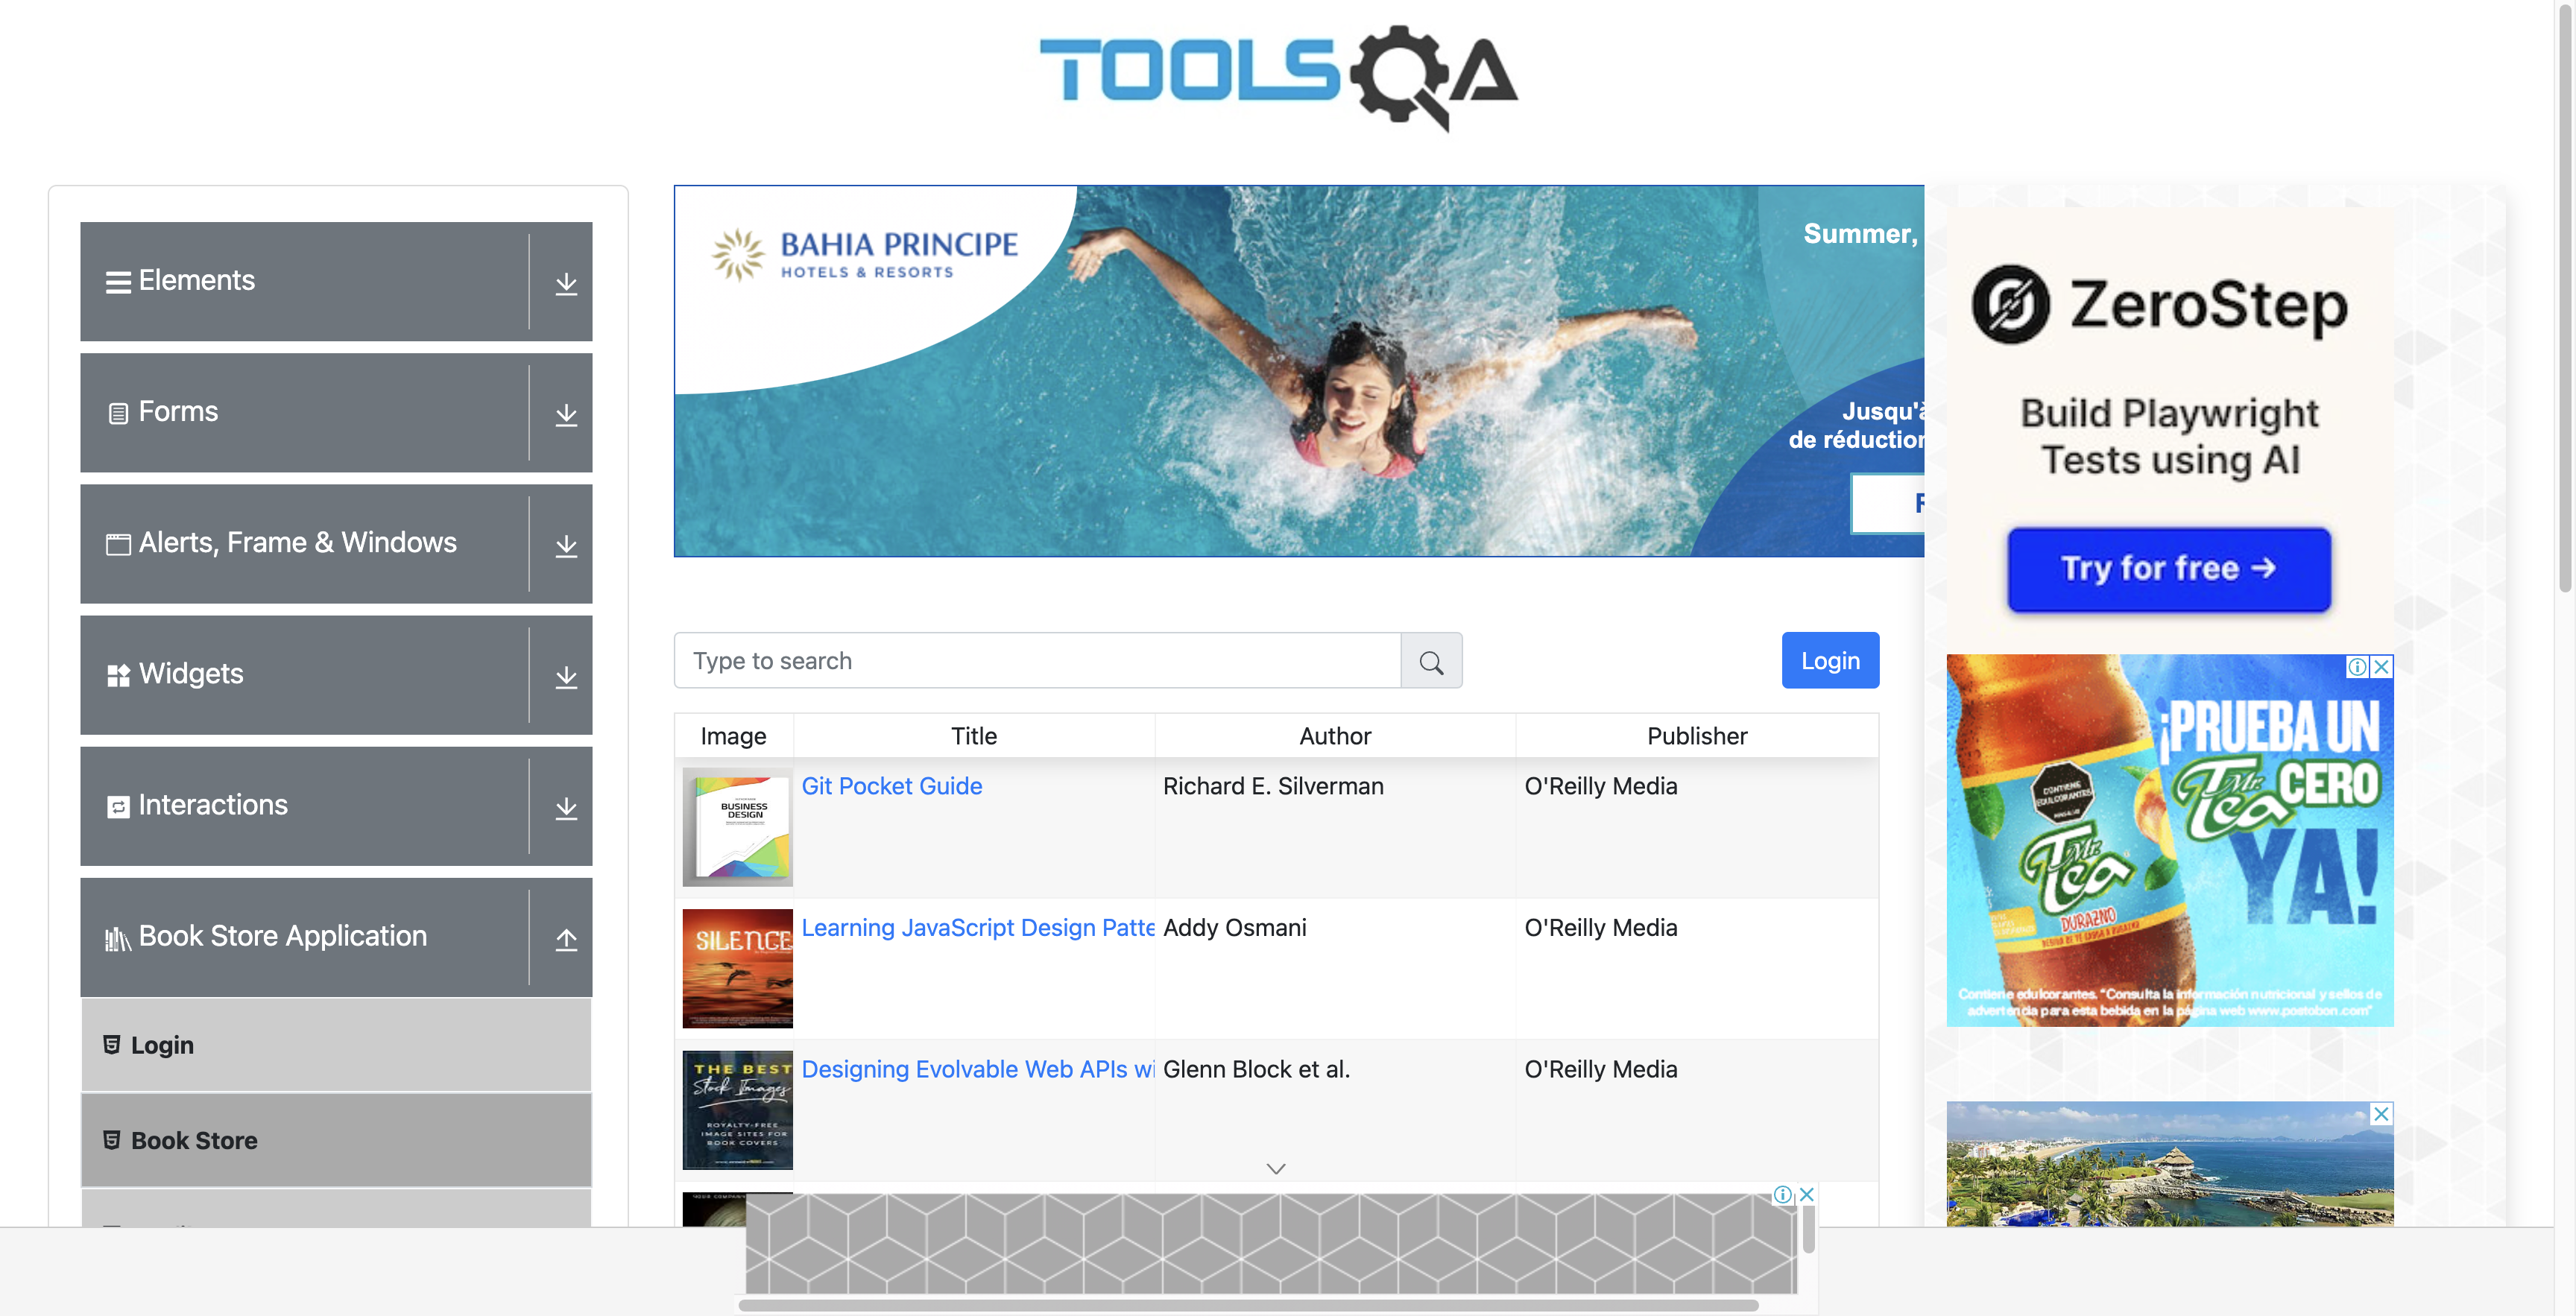 TOOLSQA
Elements
Forms
Alerts, Frame & Windows
Widgets
Interactions
Book Store Application
Login
Book Store
BAHIA PRINCIPE
HOTELS & RESORTS
Summer,
Jusqu'à
de réduction
Type to search
Login
Image Title Author Publisher
BUSINESS
DESIGN
Git Pocket Guide Richard E. Silverman O'Reilly Media
SILENCE
Learning JavaScript Design Patte Addy Osmani O'Reilly Media
THE BEST
Stock Images
ROYALTY-FREE
IMAGE SITES FOR
BOOK COVERS
Designing Evolvable Web APIs wi Glenn Block et al. O'Reilly Media
ZeroStep
Build Playwright
Tests using AI
Try for free →
¡PRUEBA UN
Mr. Tea CERO
YA!
CONTIENE
EDULCORANTES
Mr. Tea
DURAZNO
Contiene edulcorantes. "Consulta la información nutricional y sellos de
advertencia para esta bebida en la página web www.postobon.com"